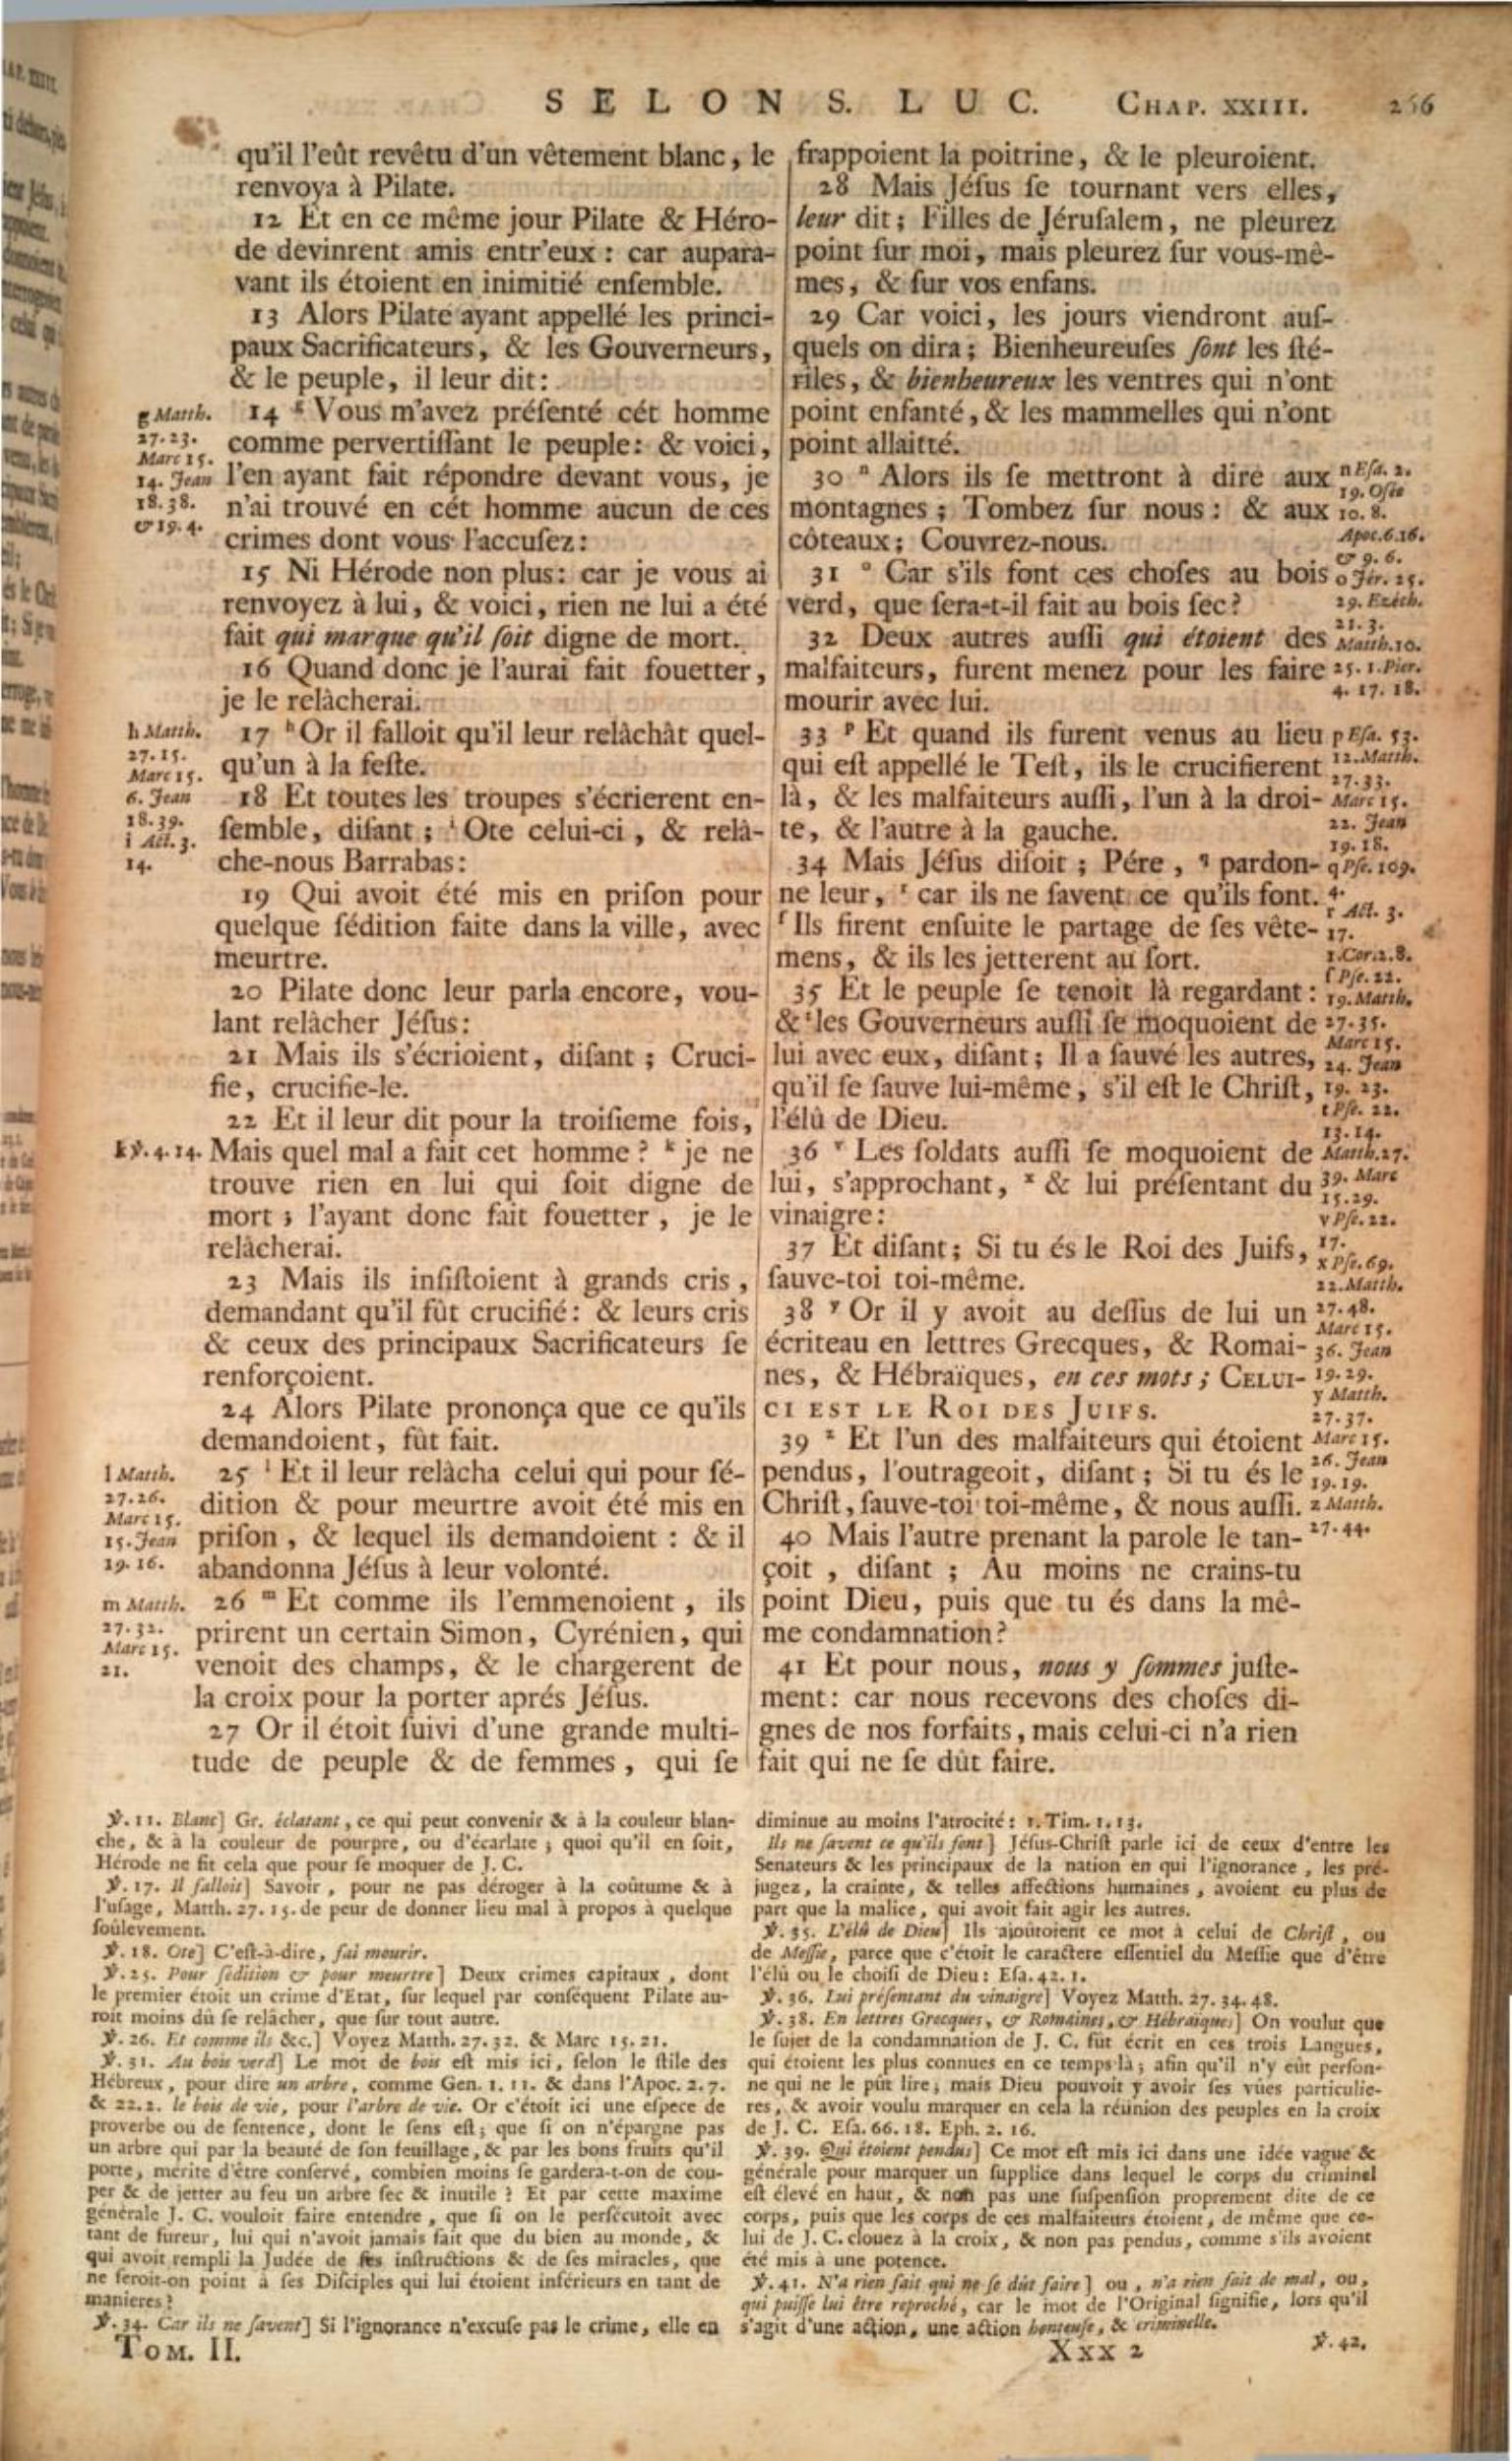 SELON S. LUC. CHAP. XXIII. 266
qu'il l'eût revêtu d'un vêtement blanc, le
renvoya à Pilate.
12 Et en ce même jour Pilate & Héro-
de devinrent amis entr'eux : car aupara-
vant ils étoient en inimitié enſemble.
13 Alors Pilate ayant appellé les princi-
paux Sacrificateurs, & les Gouverneurs,
& le peuple, il leur dit:
14 g Vous m'avez préſenté cét homme
comme pervertiſſant le peuple: & voici,
l'en ayant fait répondre devant vous, je
n'ai trouvé en cét homme aucun de ces
crimes dont vous l'accuſez:
15 Ni Hérode non plus: car je vous ai
renvoyez à lui, & voici, rien ne lui a été
fait qui marque qu'il ſoit digne de mort.
16 Quand donc je l'aurai fait fouetter,
je le relâcherai.
17 h Or il falloit qu'il leur relâchât quel-
qu'un à la feſte.
18 Et toutes les troupes s'écrierent en-
ſemble, diſant ; i Ote celui-ci, & relâ-
che-nous Barrabas:
19 Qui avoit été mis en priſon pour
quelque ſédition faite dans la ville, avec
meurtre.
20 Pilate donc leur parla encore, vou-
lant relâcher Jéſus:
21 Mais ils s'écrioient, diſant ; Cruci-
fie, crucifie-le.
22 Et il leur dit pour la troiſieme fois,
Mais quel mal a fait cet homme ? k je ne
trouve rien en lui qui ſoit digne de
mort ; l'ayant donc fait fouetter, je le
relâcherai.
23 Mais ils inſiſtoient à grands cris,
demandant qu'il fût crucifié: & leurs cris
& ceux des principaux Sacrificateurs ſe
renforçoient.
24 Alors Pilate prononça que ce qu'ils
demandoient, fût fait.
25 l Et il leur relâcha celui qui pour ſé-
dition & pour meurtre avoit été mis en
priſon, & lequel ils demandoient : & il
abandonna Jéſus à leur volonté.
26 m Et comme ils l'emmenoient, ils
prirent un certain Simon, Cyrénien, qui
venoit des champs, & le chargerent de
la croix pour la porter aprés Jéſus.
27 Or il étoit ſuivi d'une grande multi-
tude de peuple & de femmes, qui ſe
g Matth.
27.23.
Marc 15.
14. Jean
18.38.
& 19.4.
h Matth.
27.15.
Marc 15.
6. Jean
18.39.
i Act. 3.
14.
k ℣.4.14.
l Matth.
27.26.
Marc 15.
15. Jean
19.16.
m Matth.
27.32.
Marc 15.
21.
frappoient la poitrine, & le pleuroient.
28 Mais Jéſus ſe tournant vers elles,
leur dit ; Filles de Jéruſalem, ne pleurez
point ſur moi, mais pleurez ſur vous-mê-
mes, & ſur vos enfans.
29 Car voici, les jours viendront auſ-
quels on dira ; Bienheureuſes ſont les ſté-
riles, & bienheureux les ventres qui n'ont
point enfanté, & les mammelles qui n'ont
point allaitté.
30 n Alors ils ſe mettront à dire aux
montagnes ; Tombez ſur nous : & aux
côteaux ; Couvrez-nous.
31 o Car s'ils font ces choſes au bois
verd, que ſera-t-il fait au bois ſec?
32 Deux autres auſſi qui étoient des
malfaiteurs, furent menez pour les faire
mourir avec lui.
33 p Et quand ils furent venus au lieu
qui eſt appellé le Teſt, ils le crucifierent
là, & les malfaiteurs auſſi, l'un à la droi-
te, & l'autre à la gauche.
34 Mais Jéſus diſoit ; Pére, q pardon-
ne leur, r car ils ne ſavent ce qu'ils font.
ſ Ils firent enſuite le partage de ſes vête-
mens, & ils les jetterent au ſort.
35 Et le peuple ſe tenoit là regardant :
& t les Gouverneurs auſſi ſe moquoient de
lui avec eux, diſant; Il a ſauvé les autres,
qu'il ſe ſauve lui-même, s'il eſt le Chriſt,
l'élû de Dieu.
36 v Les ſoldats auſſi ſe moquoient de
lui, s'approchant, x & lui préſentant du
vinaigre:
37 Et diſant; Si tu és le Roi des Juifs,
ſauve-toi toi-même.
38 y Or il y avoit au deſſus de lui un
écriteau en lettres Grecques, & Romai-
nes, & Hébraïques, en ces mots ; CELUI-
CI EST LE ROI DES JUIFS.
39 z Et l'un des malfaiteurs qui étoient
pendus, l'outrageoit, diſant ; Si tu és le
Chriſt, ſauve-toi toi-même, & nous auſſi.
40 Mais l'autre prenant la parole le tan-
çoit, diſant ; Au moins ne crains-tu
point Dieu, puis que tu és dans la mê-
me condamnation?
41 Et pour nous, nous y ſommes juſte-
ment: car nous recevons des choſes di-
gnes de nos forfaits, mais celui-ci n'a rien
fait qui ne ſe dût faire.
n Eſa. 2.
19. Oſée
10. 8.
Apoc.6.16.
& 9. 6.
o Jér. 25.
29. Ezéch.
21. 3.
Matth.10.
25. 1. Pier.
4. 17. 18.
p Eſa. 53.
12. Matth.
27.33.
Marc 15.
22. Jean
19.18.
q Pſe. 109.
4.
r Act. 3.
17.
1.Cor.2.8.
ſ Pſe. 22.
19. Matth.
27.35.
Marc 15.
24. Jean
19. 23.
t Pſe. 22.
13.14.
Matth.27.
39. Marc
15.29.
v Pſe. 22.
17.
x Pſe. 69.
22. Matth.
27.48.
Marc 15.
36. Jean
19.29.
y Matth.
27.37.
Marc 15.
26. Jean
19.19.
z Matth.
27.44.
℣. 11. Blanc] Gr. éclatant, ce qui peut convenir & à la couleur blan-
che, & à la couleur de pourpre, ou d'écarlate ; quoi qu'il en ſoit,
Hérode ne fit cela que pour ſe moquer de J. C.
℣. 17. Il falloit] Savoir, pour ne pas déroger à la coûtume & à
l'uſage, Matth. 27. 15. de peur de donner lieu mal à propos à quelque
ſoûlevement.
℣. 18. Ote] C'eſt-à-dire, fai mourir.
℣. 25. Pour ſédition & pour meurtre] Deux crimes capitaux, dont
le premier étoit un crime d'Etat, ſur lequel par conſéquent Pilate au-
roit moins dû ſe relâcher, que ſur tout autre.
℣. 26. Et comme ils &c.] Voyez Matth. 27. 32. & Marc 15. 21.
℣. 31. Au bois verd] Le mot de bois eſt mis ici, ſelon le ſtile des
Hébreux, pour dire un arbre, comme Gen. 1. 11. & dans l'Apoc. 2. 7.
& 22. 2. le bois de vie, pour l'arbre de vie. Or c'étoit ici une eſpece de
proverbe ou de ſentence, dont le ſens eſt; que ſi on n'épargne pas
un arbre qui par la beauté de ſon feuillage, & par les bons fruits qu'il
porte, mérite d'être conſervé, combien moins ſe gardera-t-on de cou-
per & de jetter au feu un arbre ſec & inutile ? Et par cette maxime
générale J. C. vouloit faire entendre, que ſi on le perſécutoit avec
tant de fureur, lui qui n'avoit jamais fait que du bien au monde, &
qui avoit rempli la Judée de ſes inſtructions & de ſes miracles, que
ne feroit-on point à ſes Diſciples qui lui étoient inférieurs en tant de
manieres ?
℣. 34. Car ils ne ſavent] Si l'ignorance n'excuſe pas le crime, elle en
diminue au moins l'atrocité : 1. Tim. 1. 13.
Ils ne ſavent ce qu'ils font] Jéſus-Chriſt parle ici de ceux d'entre les
Senateurs & les principaux de la nation en qui l'ignorance, les pré-
jugez, la crainte, & telles affections humaines, avoient eu plus de
part que la malice, qui avoit fait agir les autres.
℣. 35. L'élû de Dieu] Ils ajoûtoient ce mot à celui de Chriſt, ou
de Meſſie, parce que c'étoit le caractere eſſentiel du Meſſie que d'être
l'élû ou le choiſi de Dieu : Eſa. 42. 1.
℣. 36. Lui préſentant du vinaigre] Voyez Matth. 27. 34. 48.
℣. 38. En lettres Grecques, & Romaines, & Hébraïques] On voulut que
le ſujet de la condamnation de J. C. fût écrit en ces trois Langues,
qui étoient les plus connues en ce temps-là ; afin qu'il n'y eût perſon-
ne qui ne le pût lire ; mais Dieu pouvoit y avoir ſes vûes particulie-
res, & avoir voulu marquer en cela la réunion des peuples en la croix
de J. C. Eſa. 66. 18. Eph. 2. 16.
℣. 39. Qui étoient pendus] Ce mot eſt mis ici dans une idée vague &
générale pour marquer un ſupplice dans lequel le corps du criminel
eſt élevé en haut, & non pas une ſuſpenſion proprement dite de ce
corps, puis que les corps de ces malfaiteurs étoient, de même que ce-
lui de J. C. clouez à la croix, & non pas pendus, comme s'ils avoient
été mis à une potence.
℣. 41. N'a rien fait qui ne ſe dût faire] ou, n'a rien fait de mal, ou,
qui puiſſe lui être reproché, car le mot de l'Original ſignifie, lors qu'il
s'agit d'une action, une action honteuſe, & criminelle.
TOM. II. Xxx 2 ℣. 42.